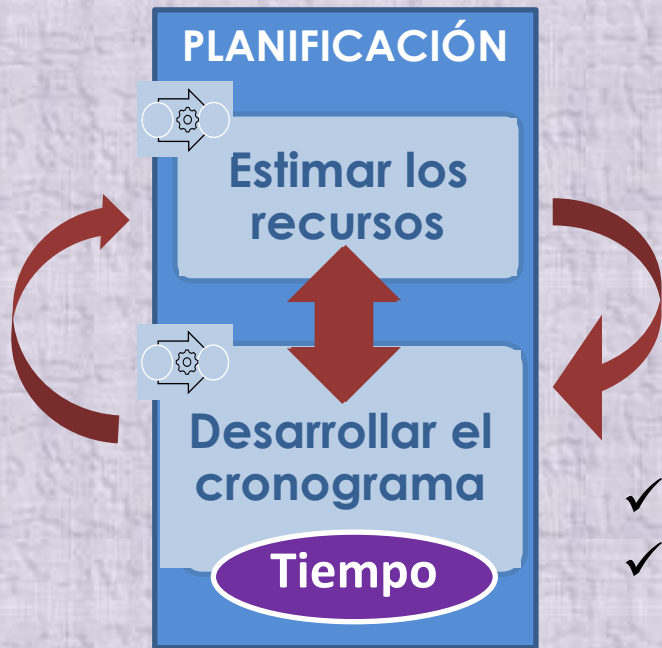 PLANIFICACIÓN
Estimar los
recursos
Desarrollar el
cronograma
Tiempo